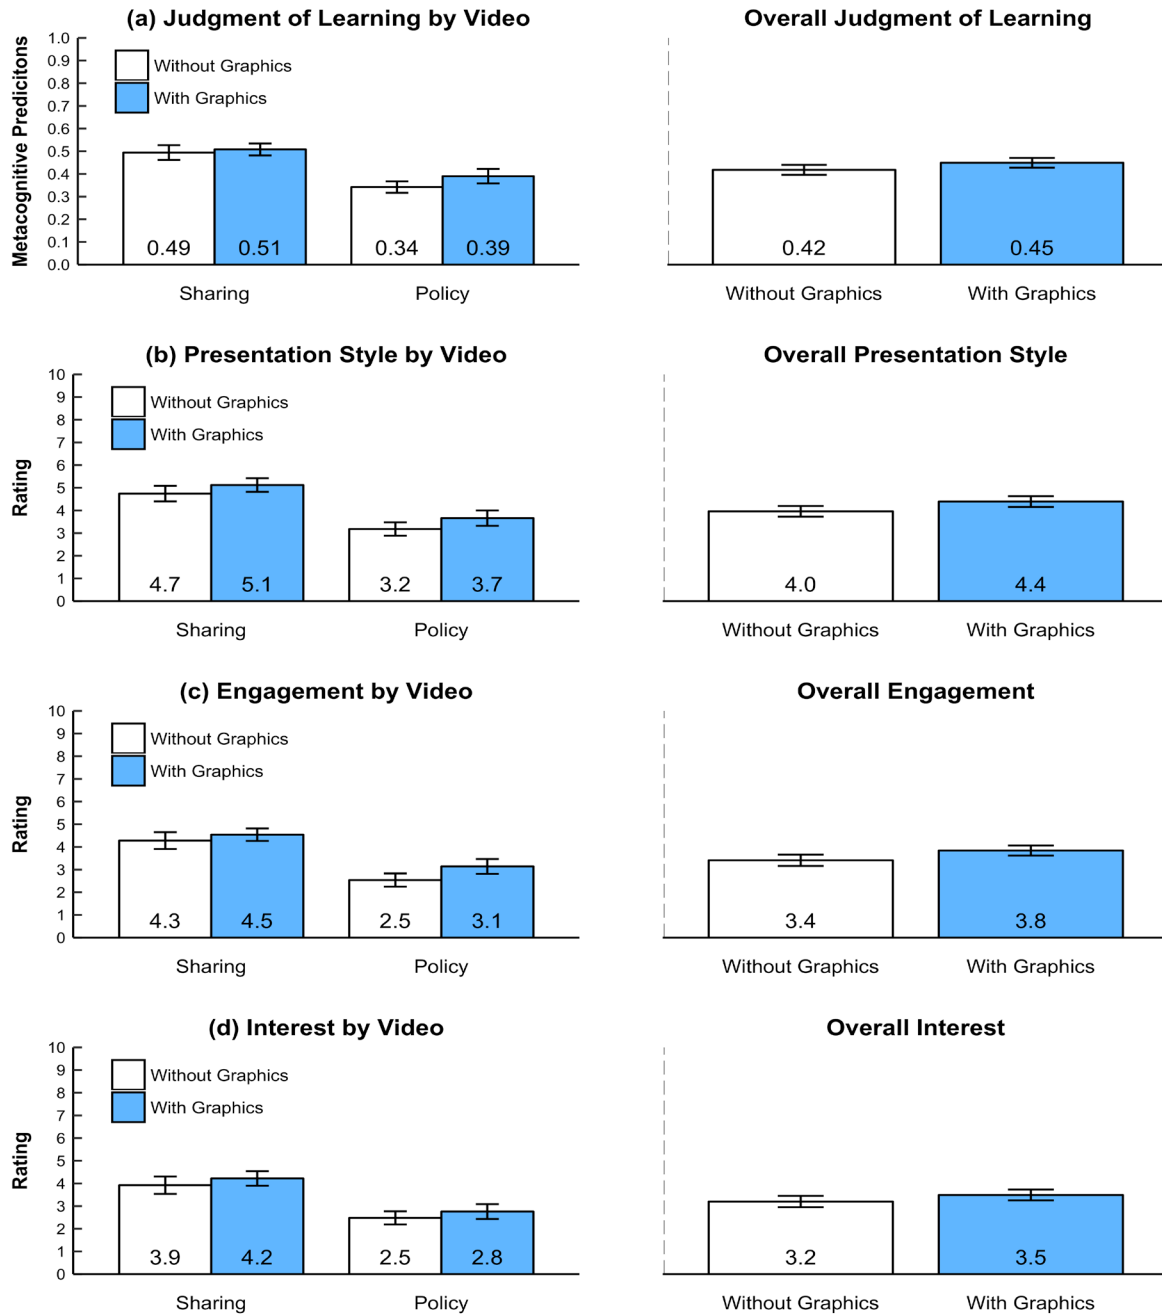 (a) Judgment of Learning by Video
Overall Judgment of Learning
Metacognitive Predicitons
1.0
0.9
0.8
0.7
0.6
0.5
0.4
0.3
0.2
0.1
0.0
Without Graphics
With Graphics
0.49
0.51
0.34
0.39
Sharing
Policy
0.42
0.45
Without Graphics
With Graphics
(b) Presentation Style by Video
Overall Presentation Style
Rating
10
9
8
7
6
5
4
3
2
1
0
Without Graphics
With Graphics
4.7
5.1
3.2
3.7
Sharing
Policy
4.0
4.4
Without Graphics
With Graphics
(c) Engagement by Video
Overall Engagement
Rating
10
9
8
7
6
5
4
3
2
1
0
Without Graphics
With Graphics
4.3
4.5
2.5
3.1
Sharing
Policy
3.4
3.8
Without Graphics
With Graphics
(d) Interest by Video
Overall Interest
Rating
10
9
8
7
6
5
4
3
2
1
0
Without Graphics
With Graphics
3.9
4.2
2.5
2.8
Sharing
Policy
3.2
3.5
Without Graphics
With Graphics